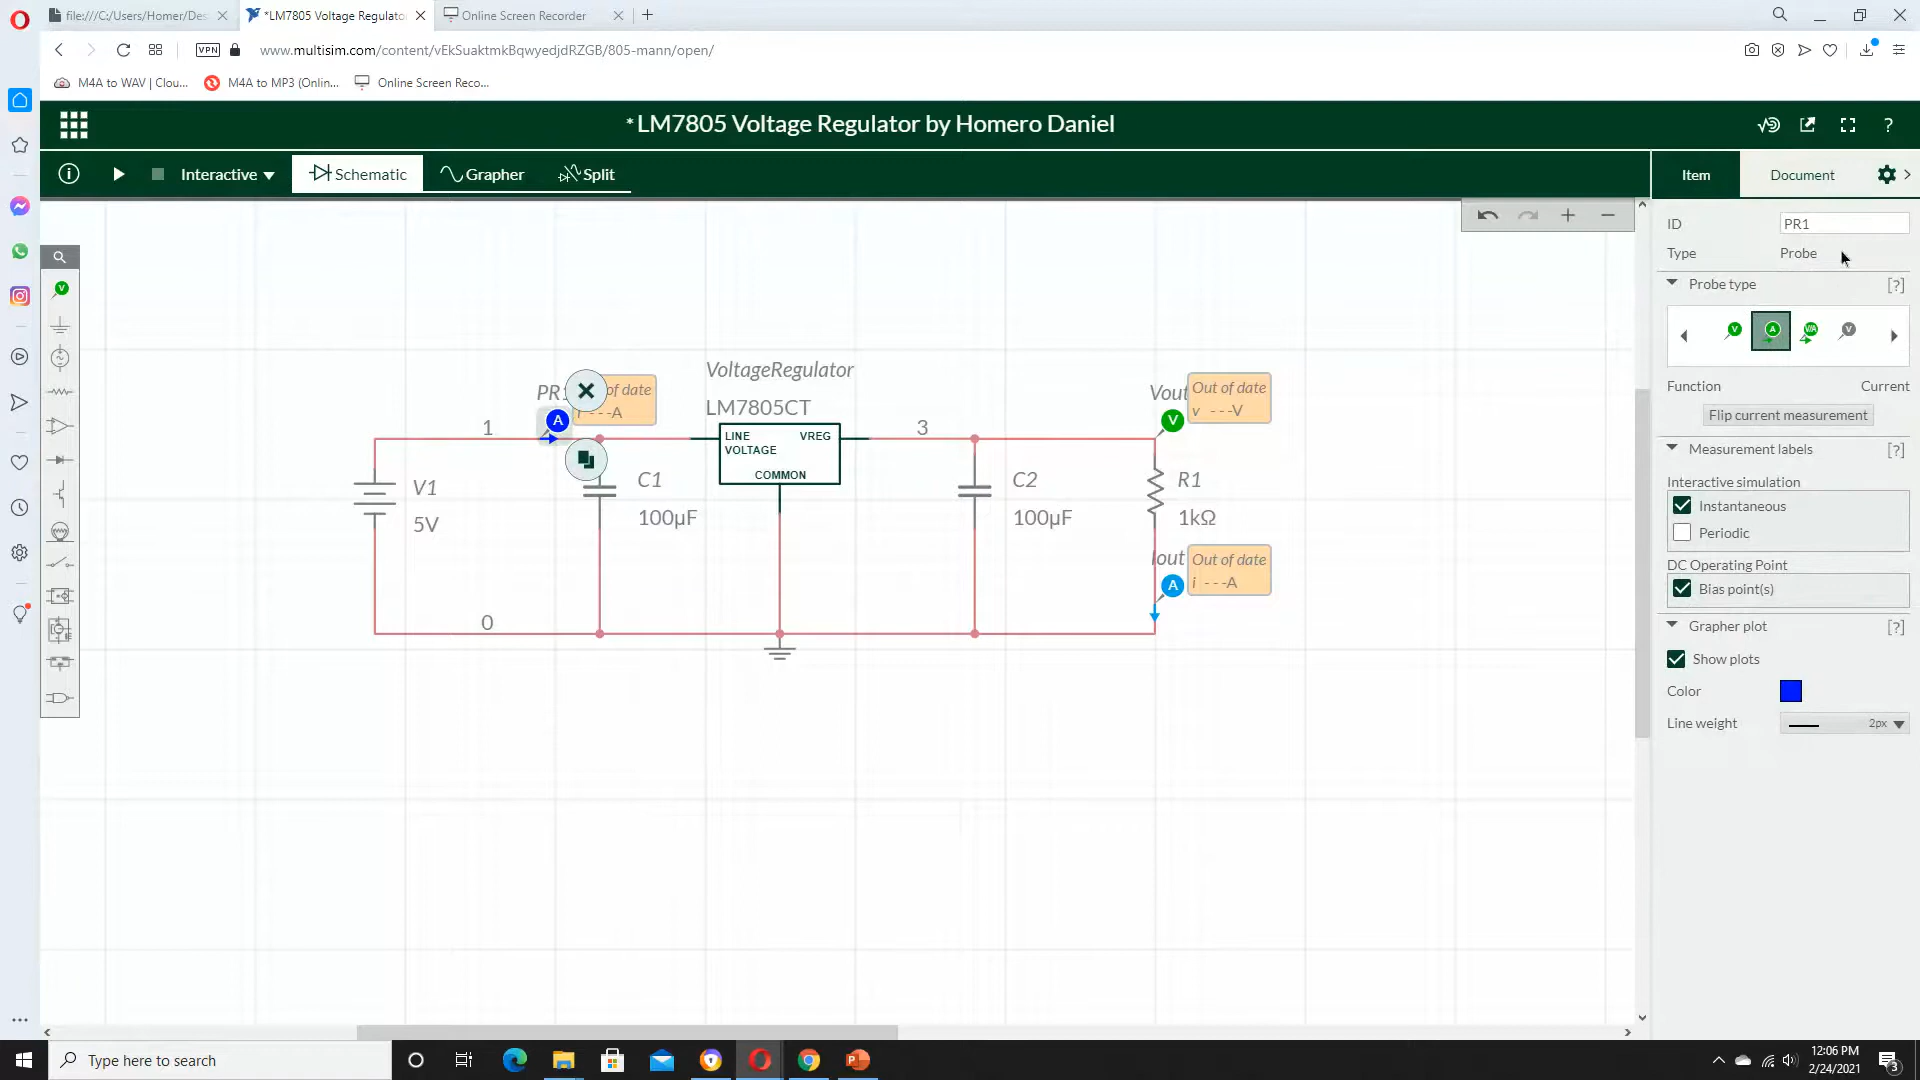 file:///C:/Users/Homer/Des
*LM7805 Voltage Regulato
Online Screen Recorder
VPN
www.multisim.com/content/vEkSuaktmkBqwyedjdRZGB/805-mann/open/
M4A to WAV | Clou...
M4A to MP3 (Onlin...
Online Screen Reco...
*LM7805 Voltage Regulator by Homero Daniel
?
Interactive
Schematic
Grapher
Split
Item
Document
ID
PR1
Type
Probe
Probe type
[?]
V
A
V/A
V
Function
Current
Flip current measurement
Measurement labels
[?]
Interactive simulation
Instantaneous
Periodic
DC Operating Point
Bias point(s)
Grapher plot
[?]
Show plots
Color
Line weight
2px
V
PR1
of date
i ---A
A
VoltageRegulator
LM7805CT
LINE
VOLTAGE
VREG
COMMON
Vout
Out of date
v ---V
V
1
3
V1
5V
C1
100μF
C2
100μF
R1
1kΩ
Iout
Out of date
i ---A
A
0
Type here to search
12:06 PM
2/24/2021
3